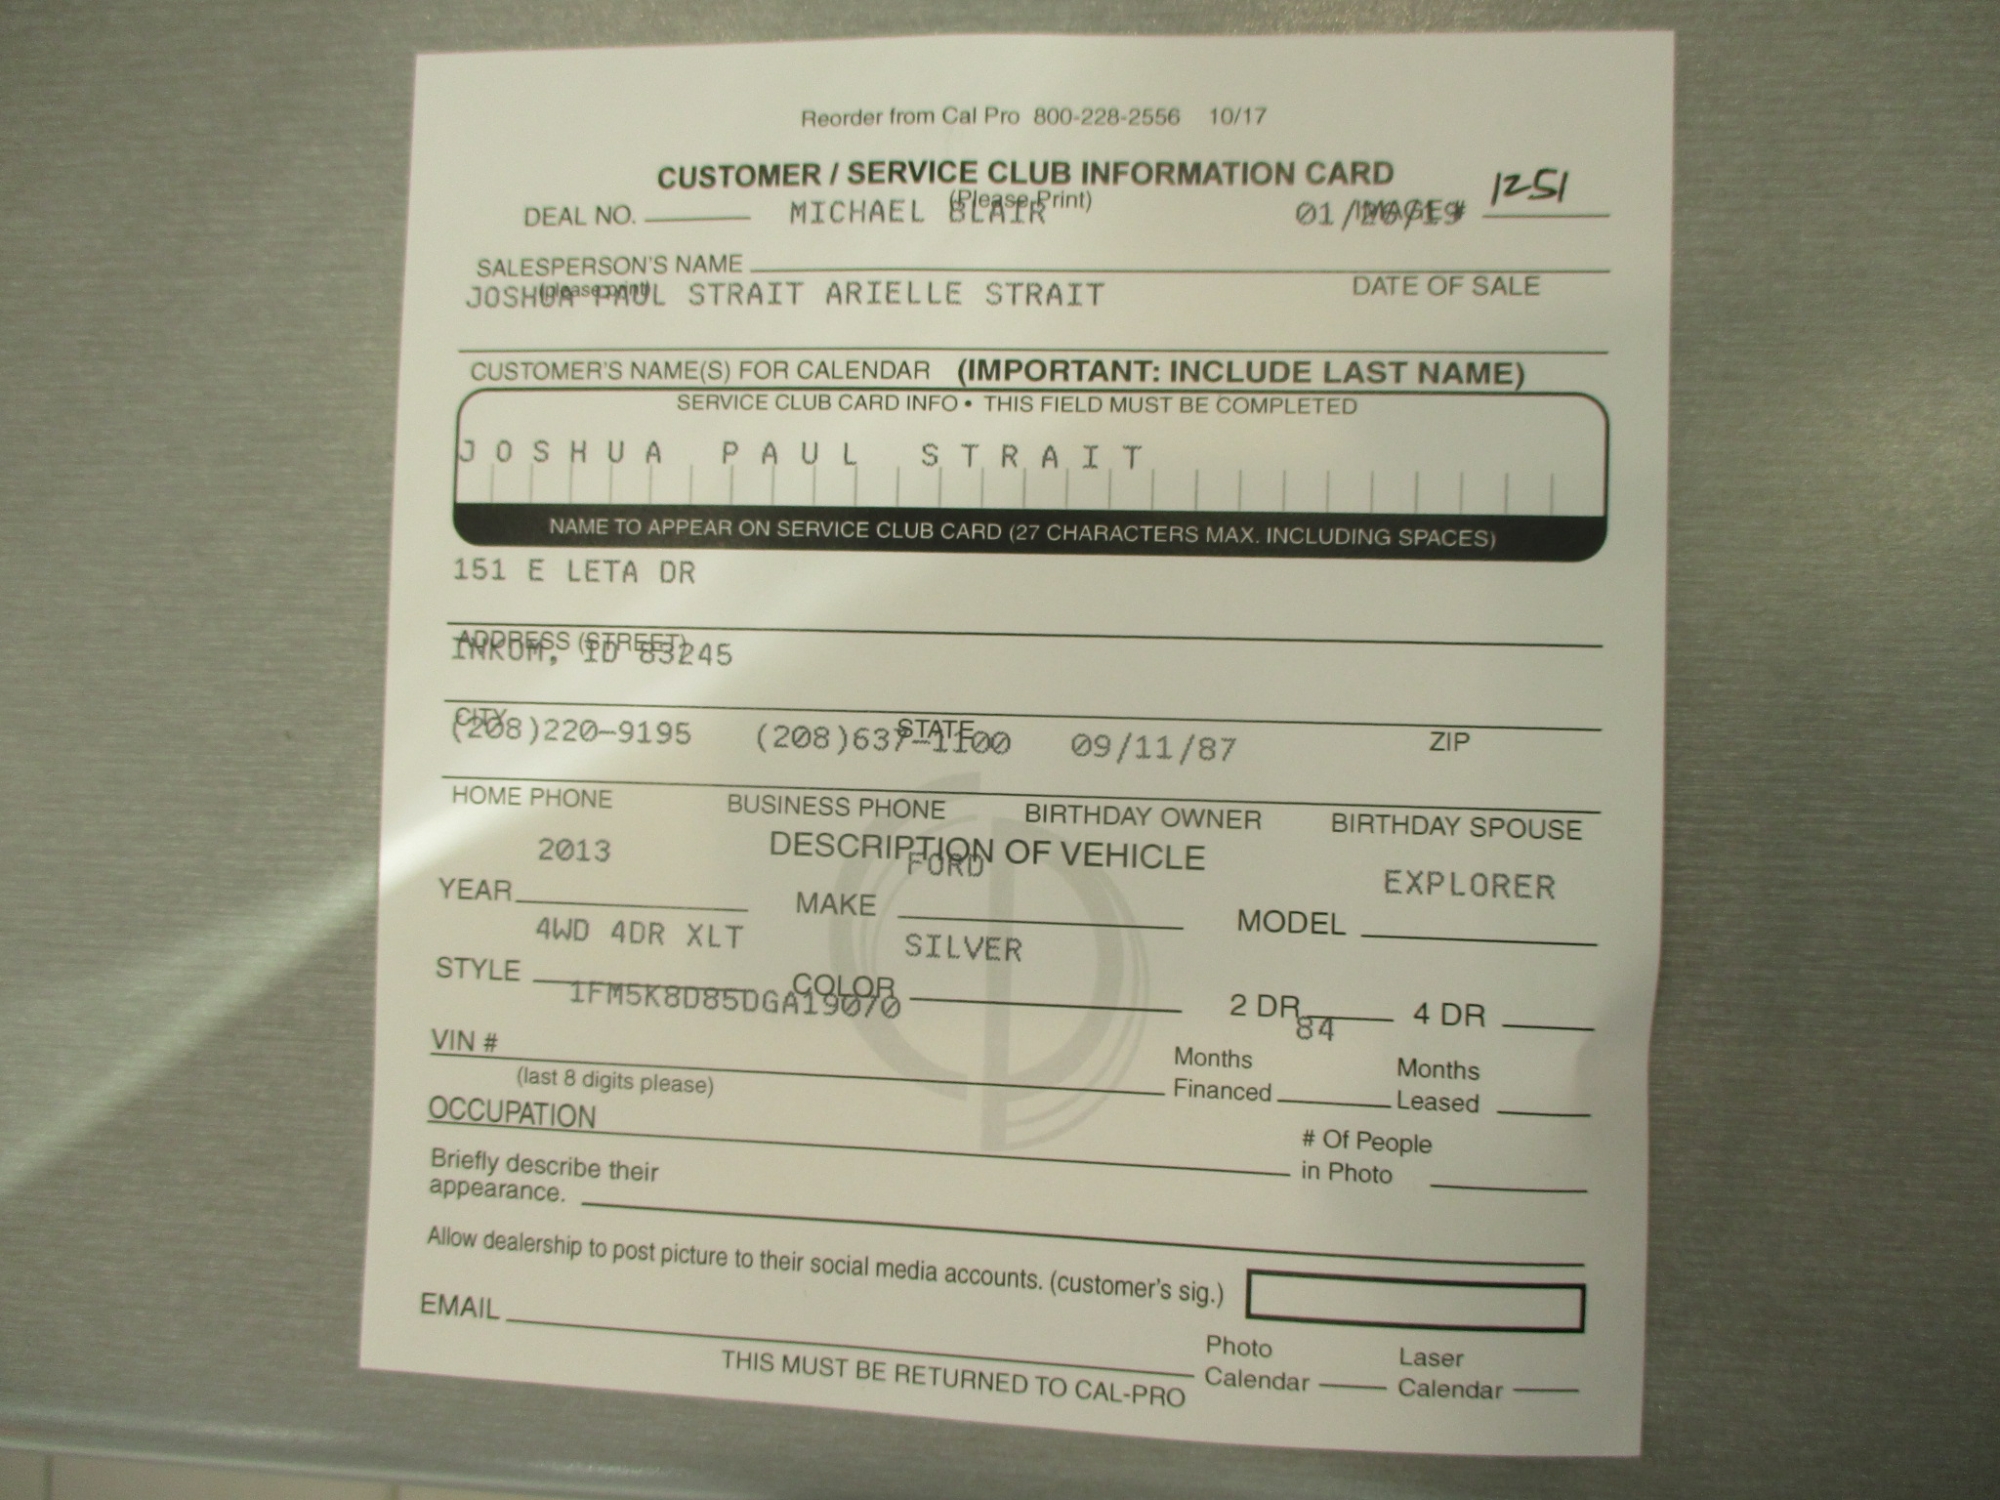 Reorder from Cal Pro 800-228-2556 10/17
CUSTOMER / SERVICE CLUB INFORMATION CARD
(Please Print)
DEAL NO. MICHAEL BLAIR 01/26/19 IMAGE # 1251
SALESPERSON'S NAME
(please print)
DATE OF SALE
JOSHUA PAUL STRAIT ARIELLE STRAIT
CUSTOMER'S NAME(S) FOR CALENDAR (IMPORTANT: INCLUDE LAST NAME)
SERVICE CLUB CARD INFO • THIS FIELD MUST BE COMPLETED
JOSHUA PAUL STRAIT
NAME TO APPEAR ON SERVICE CLUB CARD (27 CHARACTERS MAX. INCLUDING SPACES)
151 E LETA DR
ADDRESS (STREET)
INKOM, ID 83245
CITY STATE ZIP
(208)220-9195 (208)637-1100 09/11/87
HOME PHONE BUSINESS PHONE BIRTHDAY OWNER BIRTHDAY SPOUSE
DESCRIPTION OF VEHICLE
2013 FORD EXPLORER
YEAR MAKE MODEL
4WD 4DR XLT SILVER
STYLE COLOR 2 DR 4 DR
1FM5K8D85DGA19070 84
VIN # Months Financed Months Leased
(last 8 digits please)
OCCUPATION # Of People in Photo
Briefly describe their
appearance.
Allow dealership to post picture to their social media accounts. (customer's sig.)
EMAIL Photo Calendar Laser Calendar
THIS MUST BE RETURNED TO CAL-PRO